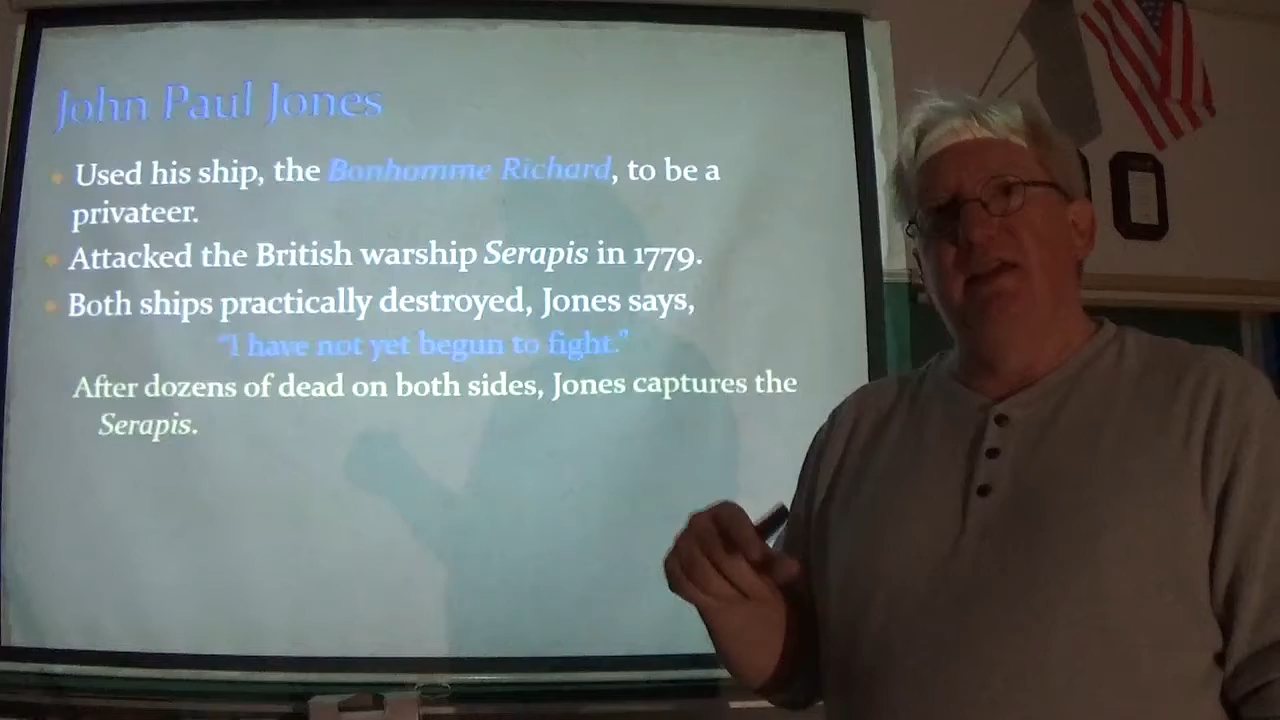 John Paul Jones
Used his ship, the Bonhomme Richard, to be a
privateer.
Attacked the British warship Serapis in 1779.
Both ships practically destroyed, Jones says,
"I have not yet begun to fight."
After dozens of dead on both sides, Jones captures the
Serapis.